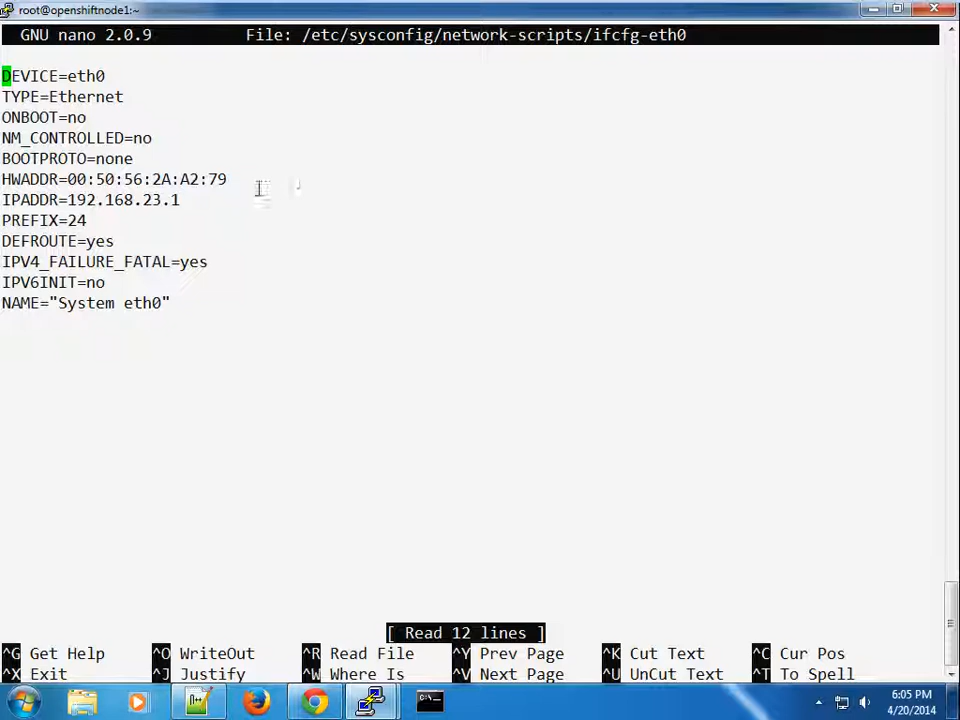 root@openshiftnode1:~
GNU nano 2.0.9 File: /etc/sysconfig/network-scripts/ifcfg-eth0
DEVICE=eth0
TYPE=Ethernet
ONBOOT=no
NM_CONTROLLED=no
BOOTPROTO=none
HWADDR=00:50:56:2A:A2:79
IPADDR=192.168.23.1
PREFIX=24
DEFROUTE=yes
IPV4_FAILURE_FATAL=yes
IPV6INIT=no
NAME="System eth0"
[ Read 12 lines ]
^G Get Help ^O WriteOut ^R Read File ^Y Prev Page ^K Cut Text ^C Cur Pos
^X Exit ^J Justify ^W Where Is ^V Next Page ^U UnCut Text ^T To Spell
6:05 PM
4/20/2014